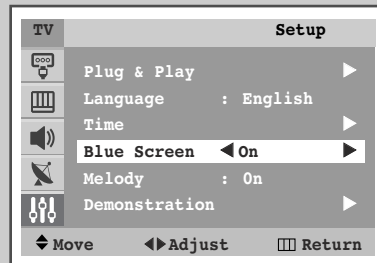 TV Setup
Plug & Play
Language : English
Time
Blue Screen On
Melody : On
Demonstration
Move Adjust Return